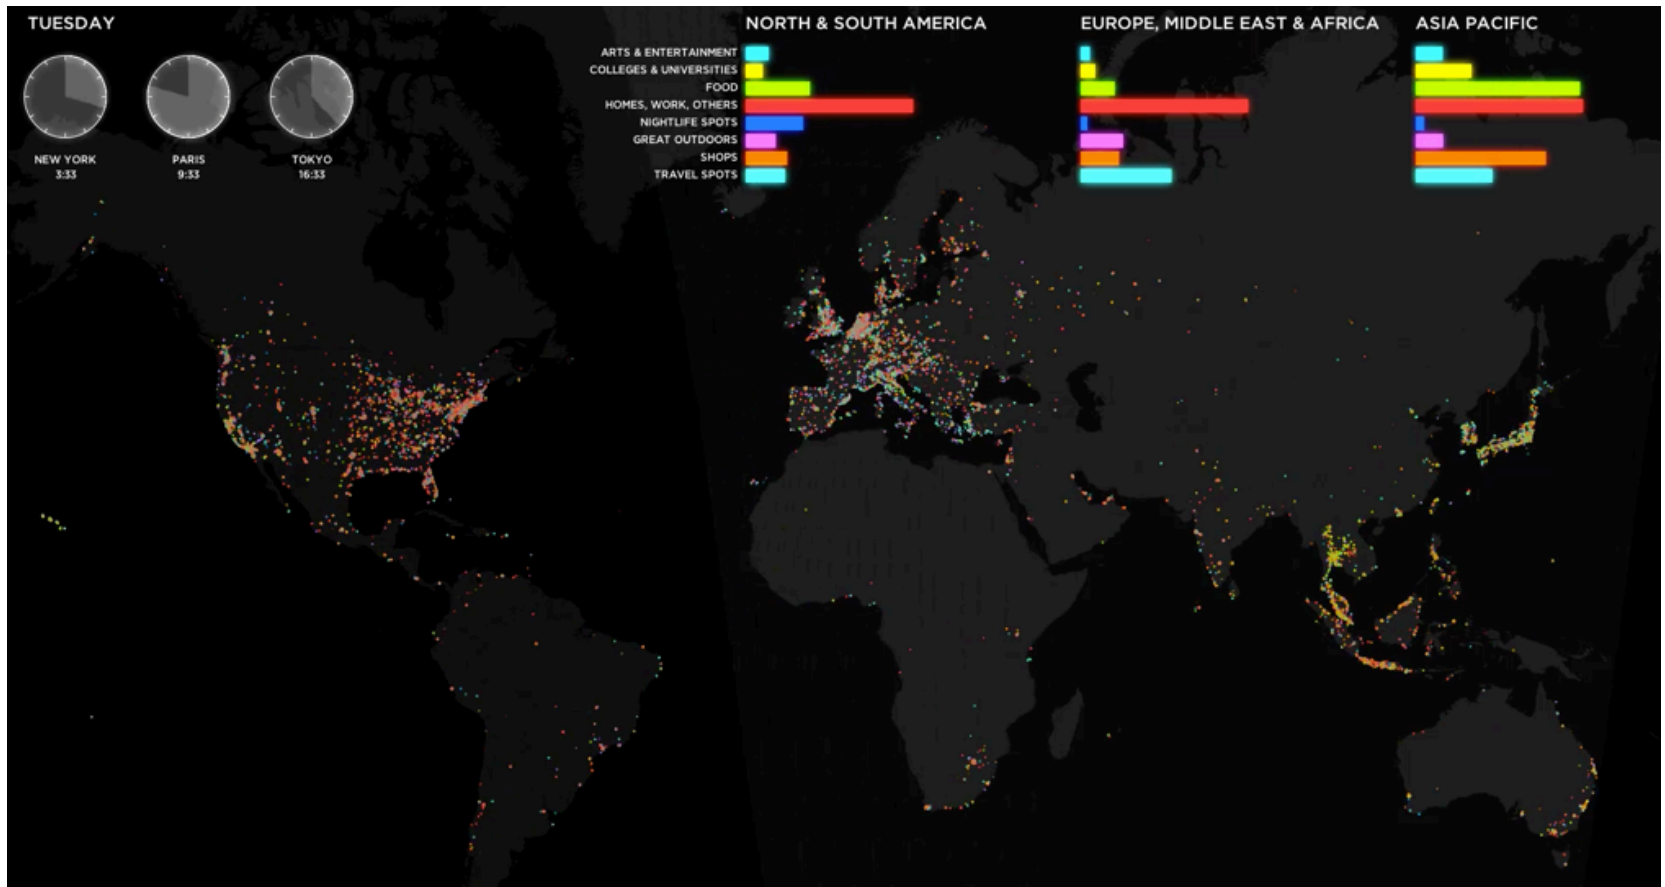 TUESDAY
NEW YORK
3:33
PARIS
9:33
TOKYO
16:33
NORTH & SOUTH AMERICA
EUROPE, MIDDLE EAST & AFRICA
ASIA PACIFIC
ARTS & ENTERTAINMENT
COLLEGES & UNIVERSITIES
FOOD
HOMES, WORK, OTHERS
NIGHTLIFE SPOTS
GREAT OUTDOORS
SHOPS
TRAVEL SPOTS